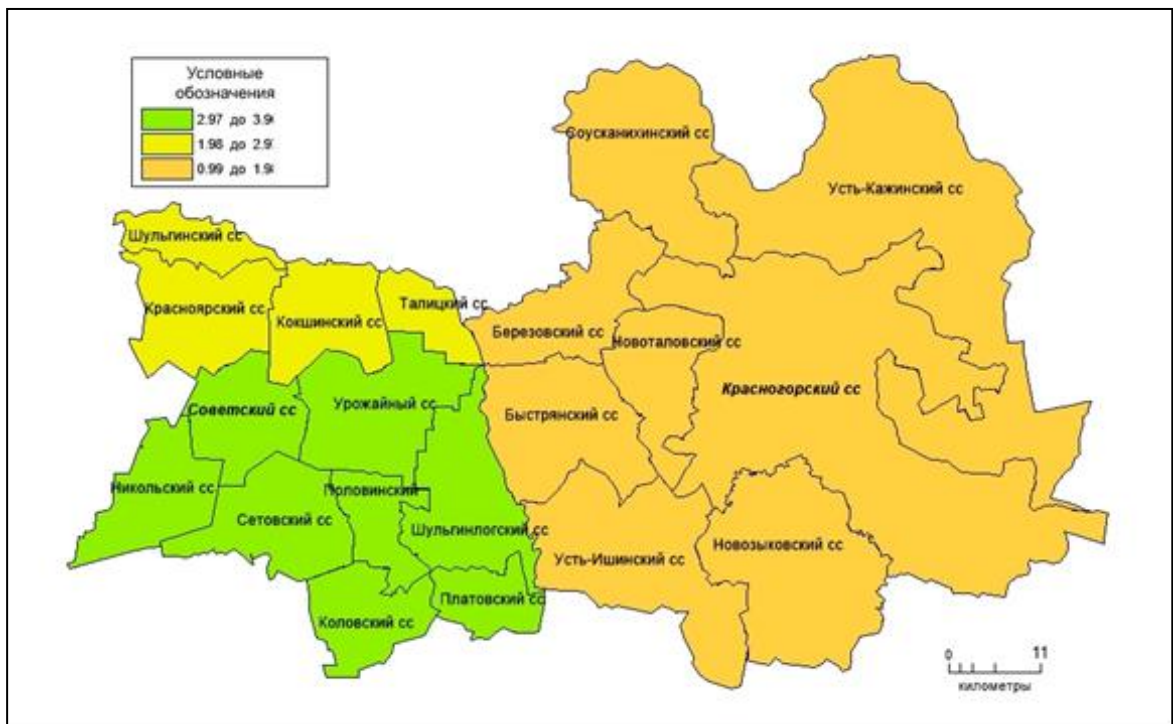 Условные
обозначения
2.97 до 3.9
1.98 до 2.9
0.99 до 1.9
Соусканихинский сс
Усть-Кажинский сс
Шульгинский сс
Красноярский сс
Кокшинский сс
Талицкий сс
Березовский сс
Новоталовский сс
Красногорский сс
Советский сс
Урожайный сс
Быстрянский сс
Никольский сс
Половинский
Сетовский сс
Шульгинлогский сс
Усть-Ишинский сс
Новозыковский сс
Платовский сс
Коловский сс
0 11
километры